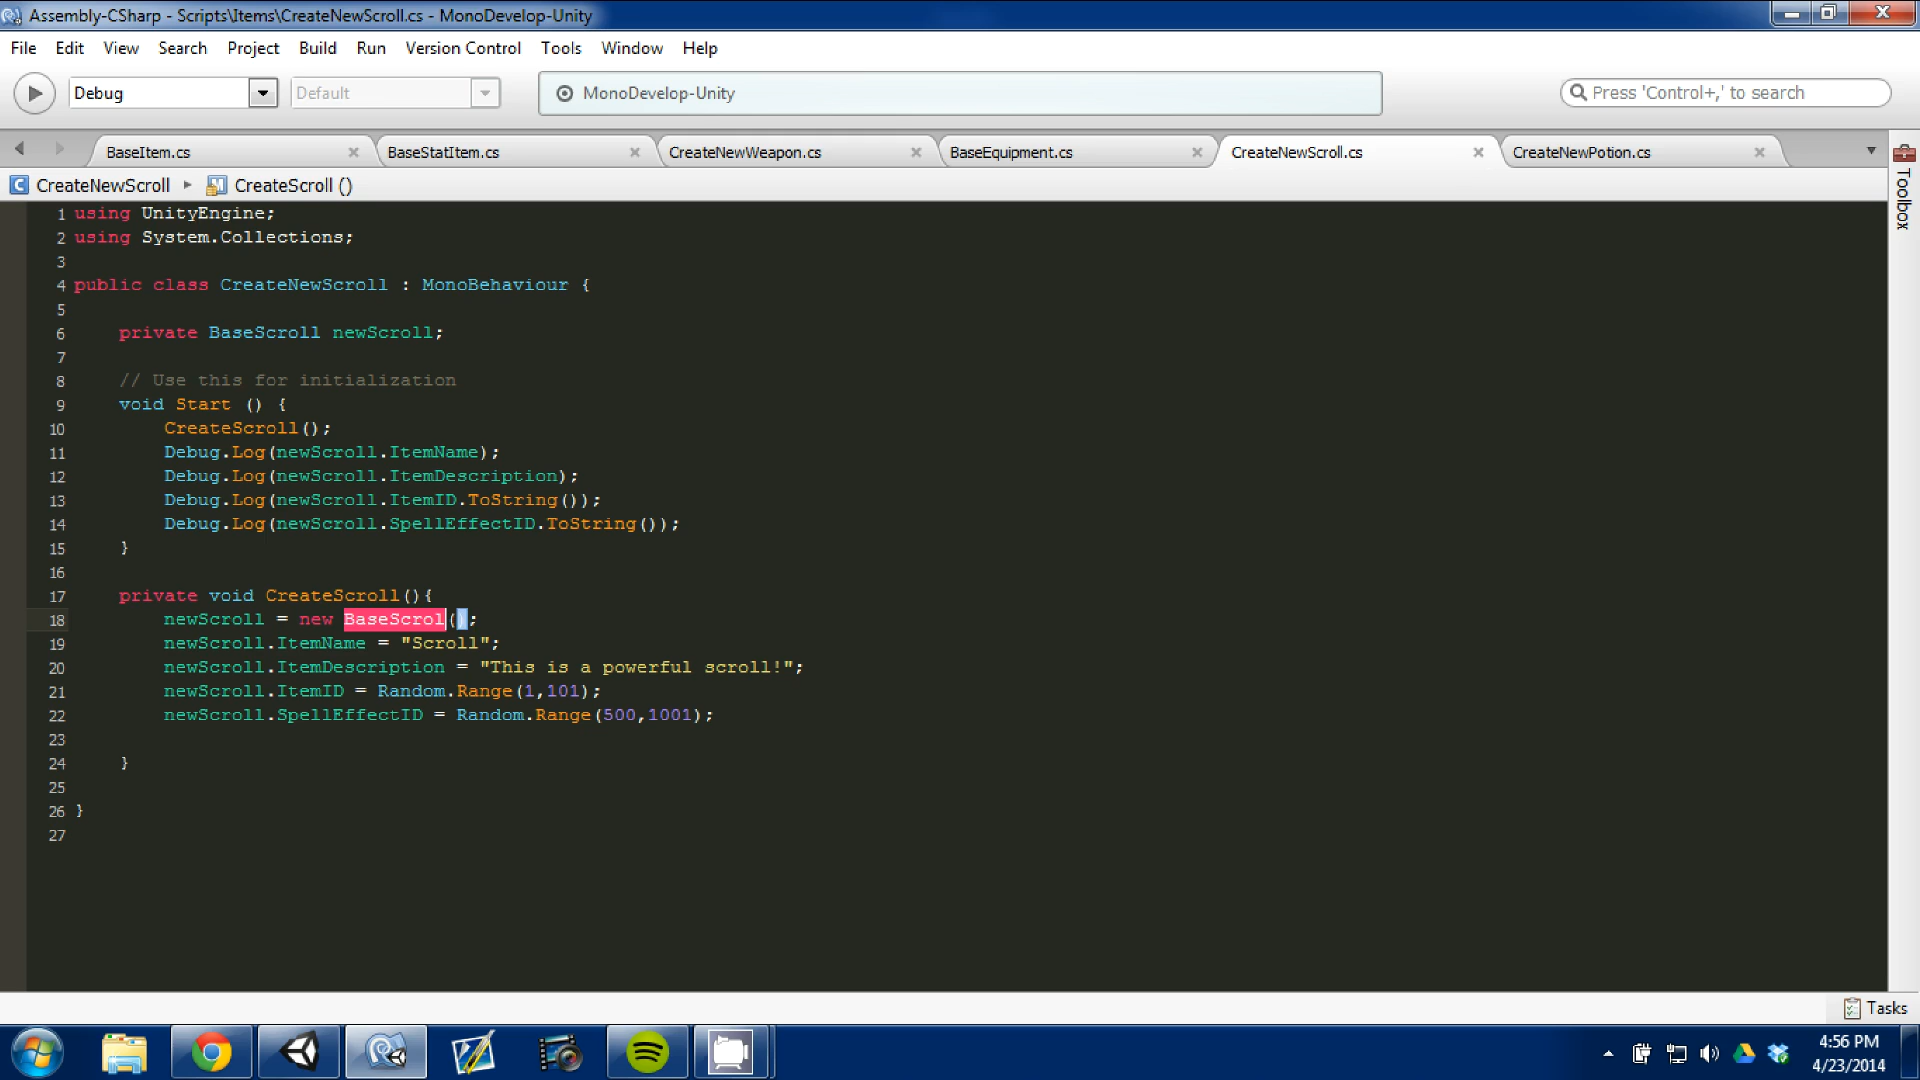 Assembly-CSharp - Scripts\Items\CreateNewScroll.cs - MonoDevelop-Unity
File Edit View Search Project Build Run Version Control Tools Window Help
Debug Default MonoDevelop-Unity Press 'Control+,' to search
BaseItem.cs BaseStatItem.cs CreateNewWeapon.cs BaseEquipment.cs CreateNewScroll.cs CreateNewPotion.cs
Toolbox
CreateNewScroll CreateScroll ()
1 using UnityEngine;
2 using System.Collections;
3
4 public class CreateNewScroll : MonoBehaviour {
5
6 private BaseScroll newScroll;
7
8 // Use this for initialization
9 void Start () {
10 CreateScroll();
11 Debug.Log(newScroll.ItemName);
12 Debug.Log(newScroll.ItemDescription);
13 Debug.Log(newScroll.ItemID.ToString());
14 Debug.Log(newScroll.SpellEffectID.ToString());
15 }
16
17 private void CreateScroll(){
18 newScroll = new BaseScrol();
19 newScroll.ItemName = "Scroll";
20 newScroll.ItemDescription = "This is a powerful scroll!";
21 newScroll.ItemID = Random.Range(1,101);
22 newScroll.SpellEffectID = Random.Range(500,1001);
23
24 }
25
26 }
27
Tasks
4:56 PM
4/23/2014